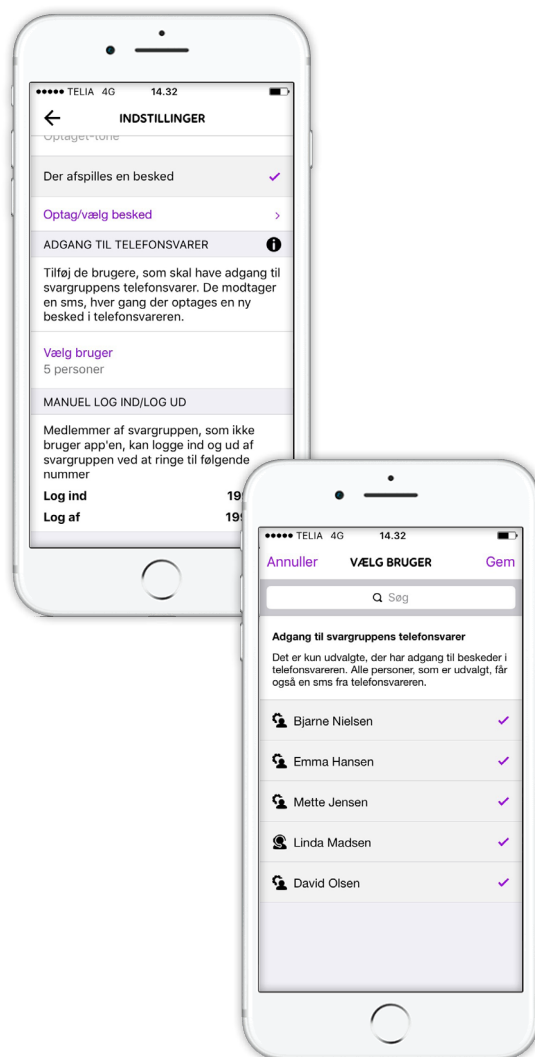 TELIA 4G 14.32
INDSTILLINGER
Optaget-tone
Der afspilles en besked
Optag/vælg besked
ADGANG TIL TELEFONSVARER
Tilføj de brugere, som skal have adgang til
svargruppens telefonsvarer. De modtager
en sms, hver gang der optages en ny
besked i telefonsvareren.
Vælg bruger
5 personer
MANUEL LOG IND/LOG UD
Medlemmer af svargruppen, som ikke
bruger app'en, kan logge ind og ud af
svargruppen ved at ringe til følgende
nummer
Log ind
Log af
TELIA 4G 14.32
Annuller VÆLG BRUGER Gem
Søg
Adgang til svargruppens telefonsvarer
Det er kun udvalgte, der har adgang til beskeder i
telefonsvareren. Alle personer, som er udvalgt, får
også en sms fra telefonsvareren.
Bjarne Nielsen
Emma Hansen
Mette Jensen
Linda Madsen
David Olsen